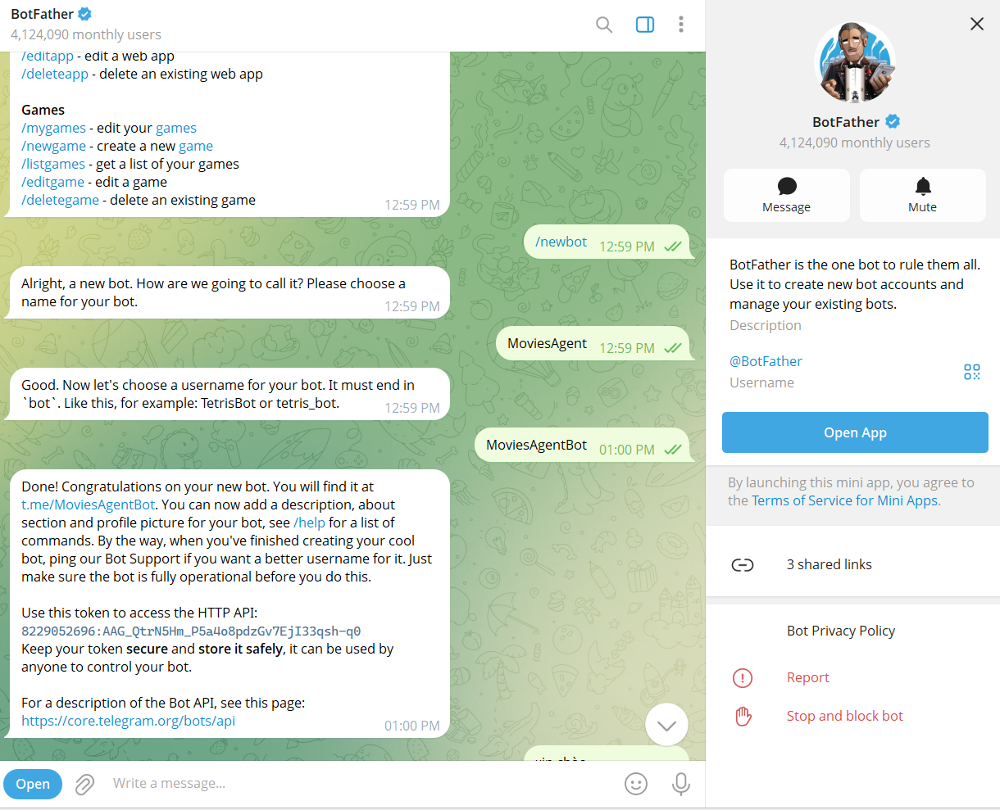 BotFather
4,124,090 monthly users
/editapp - edit a web app
/deleteapp - delete an existing web app
Games
/mygames - edit your games
/newgame - create a new game
/listgames - get a list of your games
/editgame - edit a game
/deletegame - delete an existing game
12:59 PM
/newbot 12:59 PM
Alright, a new bot. How are we going to call it? Please choose a
name for your bot.
12:59 PM
MoviesAgent 12:59 PM
Good. Now let's choose a username for your bot. It must end in
`bot`. Like this, for example: TetrisBot or tetris_bot.
12:59 PM
MoviesAgentBot 01:00 PM
Done! Congratulations on your new bot. You will find it at
t.me/MoviesAgentBot. You can now add a description, about
section and profile picture for your bot, see /help for a list of
commands. By the way, when you've finished creating your cool
bot, ping our Bot Support if you want a better username for it. Just
make sure the bot is fully operational before you do this.
Use this token to access the HTTP API:
8229052696:AAG_QtrN5Hm_P5a4o8pdzGv7EjI33qsh-q0
Keep your token secure and store it safely, it can be used by
anyone to control your bot.
For a description of the Bot API, see this page:
https://core.telegram.org/bots/api
01:00 PM
Open
Write a message...
BotFather
4,124,090 monthly users
Message
Mute
BotFather is the one bot to rule them all.
Use it to create new bot accounts and
manage your existing bots.
Description
@BotFather
Username
Open App
By launching this mini app, you agree to
the Terms of Service for Mini Apps.
3 shared links
Bot Privacy Policy
Report
Stop and block bot